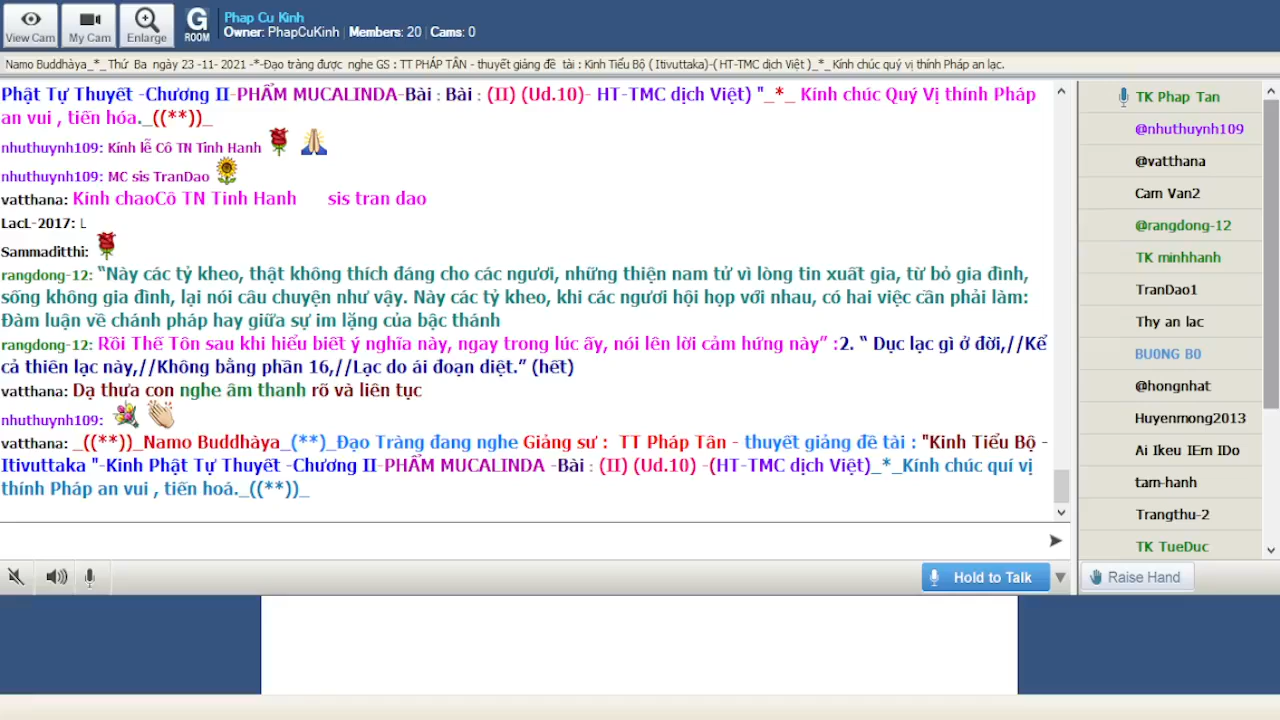 View Cam
My Cam
Enlarge
G
ROOM
Phap Cu Kinh
Owner: PhapCuKinh | Members: 20 | Cams: 0
Namo Buddhàya_*_Thứ Ba ngày 23 -11- 2021 -*-Đạo tràng được nghe GS : TT PHÁP TÂN - thuyết giảng đề tài : Kinh Tiểu Bộ ( Itivuttaka)-( HT-TMC dịch Việt )_*_Kính chúc quý vị thính Pháp an lạc.
Phật Tự Thuyết -Chương II-PHẨM MUCALINDA-Bài : Bài : (II) (Ud.10)- HT-TMC dịch Việt) "_*_ Kính chúc Quý Vị thính Pháp
an vui , tiến hóa._((**))_
nhuthuynh109: Kính lễ Cô TN Tinh Hanh
nhuthuynh109: MC sis TranDao
vatthana: Kính chaoCô TN Tinh Hanh sis tran dao
LacL-2017: L
Sammaditthi:
rangdong-12: “Này các tỷ kheo, thật không thích đáng cho các ngươi, những thiện nam tử vì lòng tin xuất gia, từ bỏ gia đình,
sống không gia đình, lại nói câu chuyện như vậy. Này các tỷ kheo, khi các ngươi hội họp với nhau, có hai việc cần phải làm:
Đàm luận về chánh pháp hay giữa sự im lặng của bậc thánh
rangdong-12: Rồi Thế Tôn sau khi hiểu biết ý nghĩa này, ngay trong lúc ấy, nói lên lời cảm hứng này” :2. “ Dục lạc gì ở đời,//Kể
cả thiên lạc này,//Không bằng phần 16,//Lạc do ái đoạn diệt.” (hết)
vatthana: Dạ thưa con nghe âm thanh rõ và liên tục
nhuthuynh109:
vatthana: _((**))_Namo Buddhàya_(**)_Đạo Tràng đang nghe Giảng sư : TT Pháp Tân - thuyết giảng đề tài : "Kinh Tiểu Bộ -
Itivuttaka "-Kinh Phật Tự Thuyết -Chương II-PHẨM MUCALINDA -Bài : (II) (Ud.10) -(HT-TMC dịch Việt)_*_Kính chúc quí vị
thính Pháp an vui , tiến hoá._((**))_
TK Phap Tan
@nhuthuynh109
@vatthana
Cam Van2
@rangdong-12
TK minhhanh
TranDao1
Thy an lac
BU0NG B0
@hongnhat
Huyenmong2013
Ai Ikeu IEm IDo
tam-hanh
Trangthu-2
TK TueDuc
Hold to Talk
Raise Hand